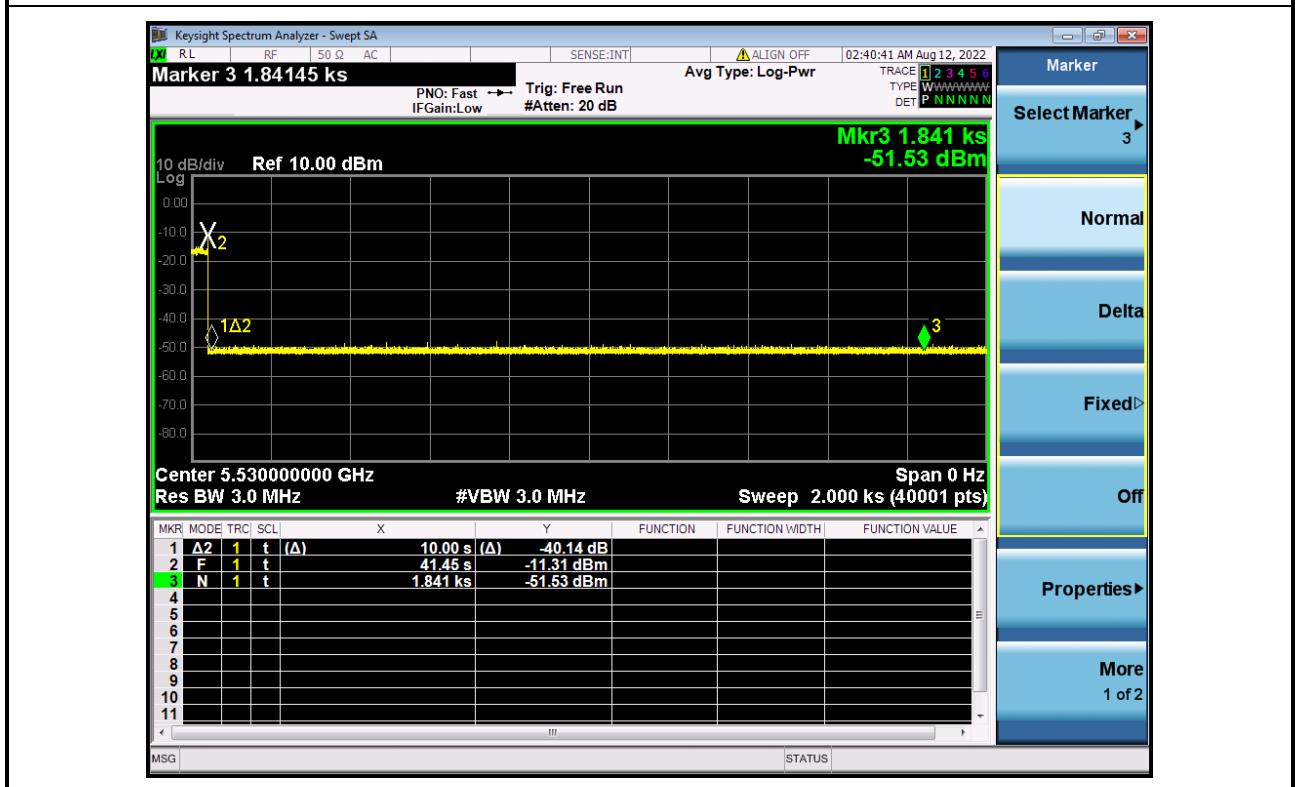 Keysight Spectrum Analyzer - Swept SA
LXI RL RF 50 Ω AC SENSE:INT ALIGN OFF 02:40:41 AM Aug 12, 2022
Marker 3 1.84145 ks
PNO: Fast
IFGain:Low
Trig: Free Run
#Atten: 20 dB
Avg Type: Log-Pwr
TRACE 1 2 3 4 5 6
TYPE WWWWWW
DET P N N N N N
Mkr3 1.841 ks
-51.53 dBm
10 dB/div Ref 10.00 dBm
Log
0.00
-10.0
-20.0
-30.0
-40.0
-50.0
-60.0
-70.0
-80.0
X2
1Δ2
3
Center 5.530000000 GHz Span 0 Hz
Res BW 3.0 MHz #VBW 3.0 MHz Sweep 2.000 ks (40001 pts)
MKR MODE TRC SCL X Y FUNCTION FUNCTION WIDTH FUNCTION VALUE
1 Δ2 1 t (Δ) 10.00 s (Δ) -40.14 dB
2 F 1 t 41.45 s -11.31 dBm
3 N 1 t 1.841 ks -51.53 dBm
4
5
6
7
8
9
10
11
MSG STATUS
Marker
Select Marker
3
Normal
Delta
Fixed
Off
Properties
More
1 of 2